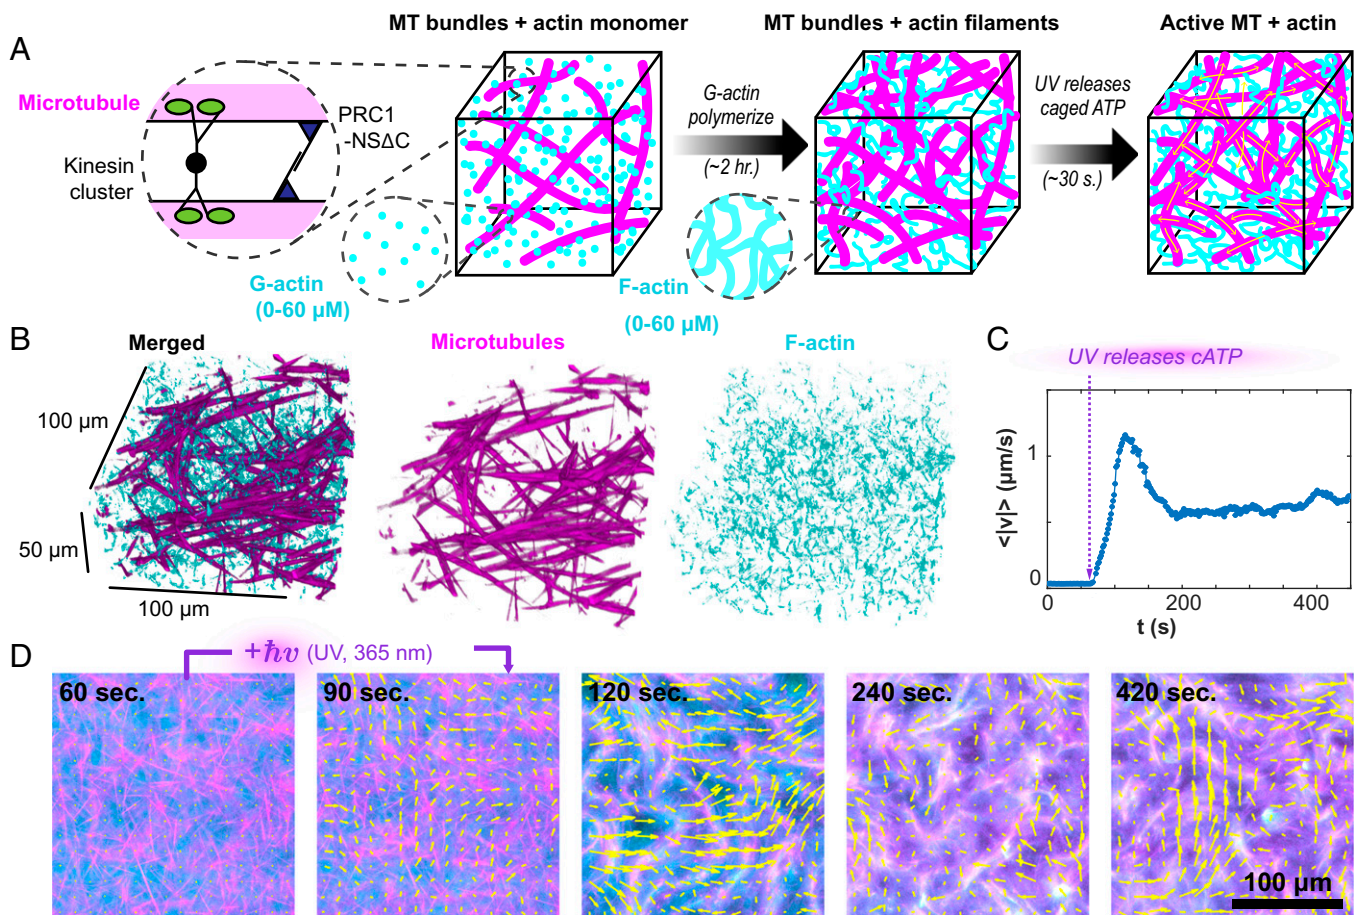 A
MT bundles + actin monomer
MT bundles + actin filaments
Active MT + actin
Microtubule
Kinesin
cluster
PRC1
-NSΔC
G-actin
polymerize
(~2 hr.)
UV releases
caged ATP
(~30 s.)
G-actin
(0-60 µM)
F-actin
(0-60 µM)
B
Merged
Microtubules
F-actin
100 µm
50 µm
100 µm
C
UV releases cATP
<|v|> (µm/s)
1
0
0
200
400
t (s)
D
+ħν (UV, 365 nm)
60 sec.
90 sec.
120 sec.
240 sec.
420 sec.
100 µm